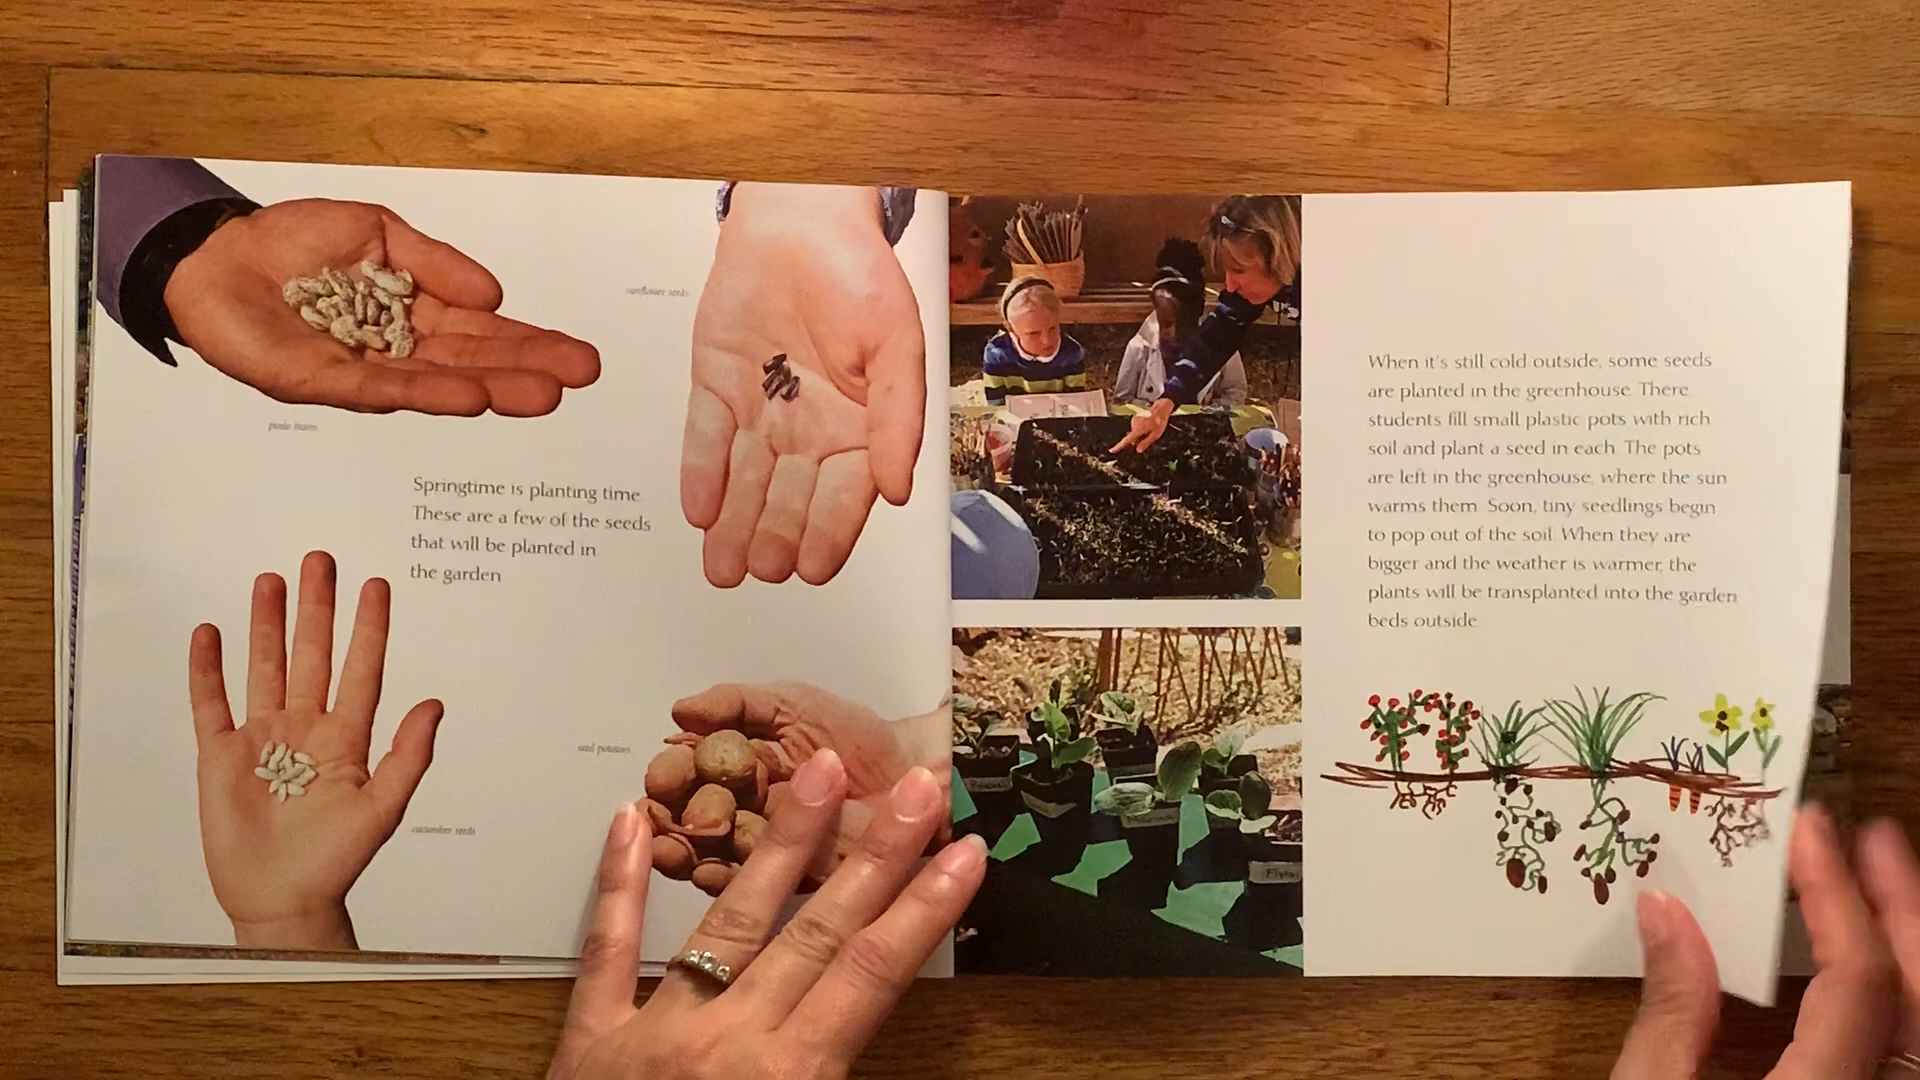 sunflower seeds
pinto beans
Springtime is planting time
These are a few of the seeds
that will be planted in
the garden
seed potatoes
cucumber seeds
When it's still cold outside, some seeds
are planted in the greenhouse. There,
students fill small plastic pots with rich
soil and plant a seed in each. The pots
are left in the greenhouse, where the sun
warms them. Soon, tiny seedlings begin
to pop out of the soil. When they are
bigger and the weather is warmer, the
plants will be transplanted into the garden
beds outside.